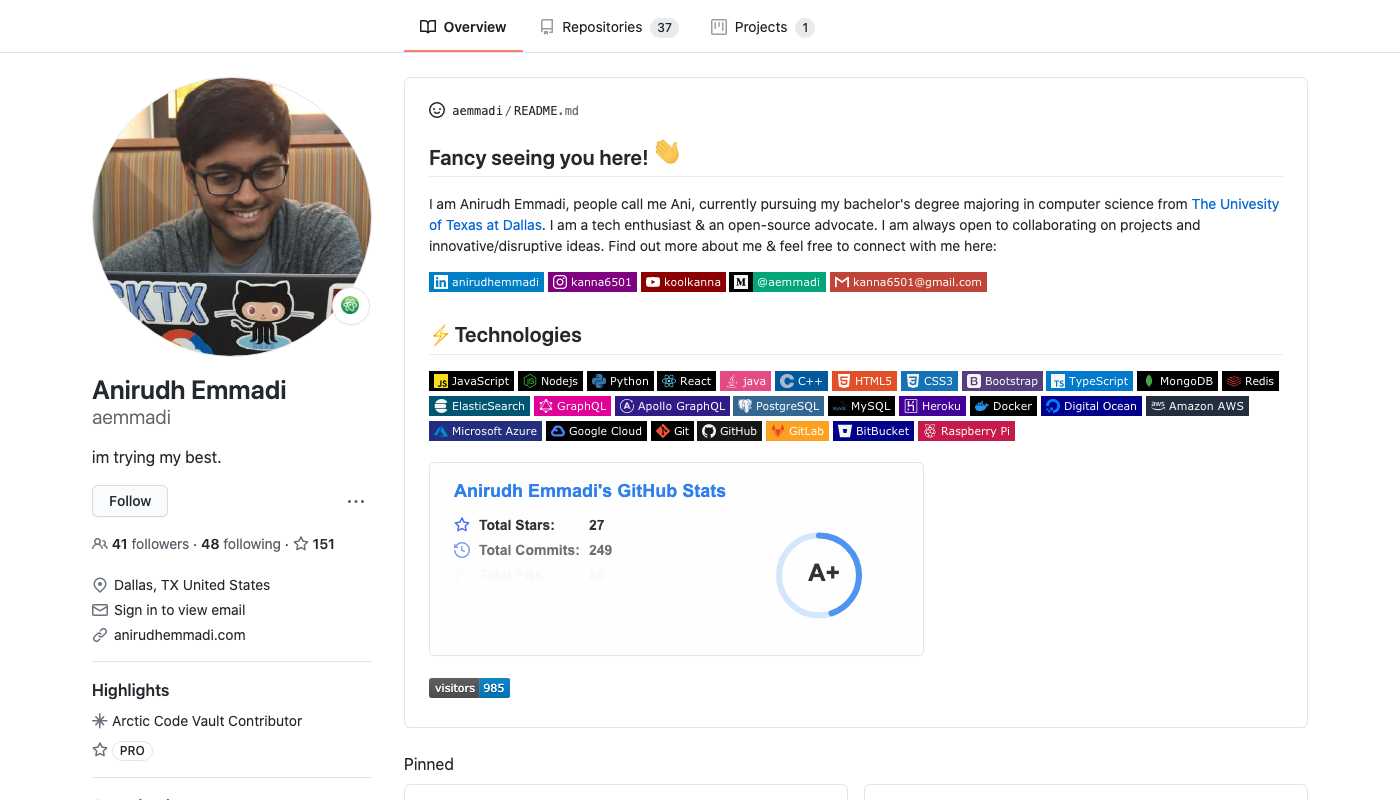 Overview
Repositories 37
Projects 1
KTX
Anirudh Emmadi
aemmadi
im trying my best.
Follow
41 followers · 48 following · 151
Dallas, TX United States
Sign in to view email
anirudhemmadi.com
Highlights
Arctic Code Vault Contributor
PRO
aemmadi/README.md
Fancy seeing you here! 👋
I am Anirudh Emmadi, people call me Ani, currently pursuing my bachelor's degree majoring in computer science from The Univesity
of Texas at Dallas. I am a tech enthusiast & an open-source advocate. I am always open to collaborating on projects and
innovative/disruptive ideas. Find out more about me & feel free to connect with me here:
anirudhemmadi kanna6501 koolkanna M @aemmadi kanna6501@gmail.com
⚡ Technologies
JS JavaScript Nodejs Python React java C++ HTML5 CSS3 B Bootstrap TS TypeScript MongoDB Redis
ElasticSearch GraphQL Apollo GraphQL PostgreSQL MySQL Heroku Docker Digital Ocean aws Amazon AWS
Microsoft Azure Google Cloud Git GitHub GitLab BitBucket Raspberry Pi
Anirudh Emmadi's GitHub Stats
Total Stars: 27
Total Commits: 249
A+
visitors 985
Pinned